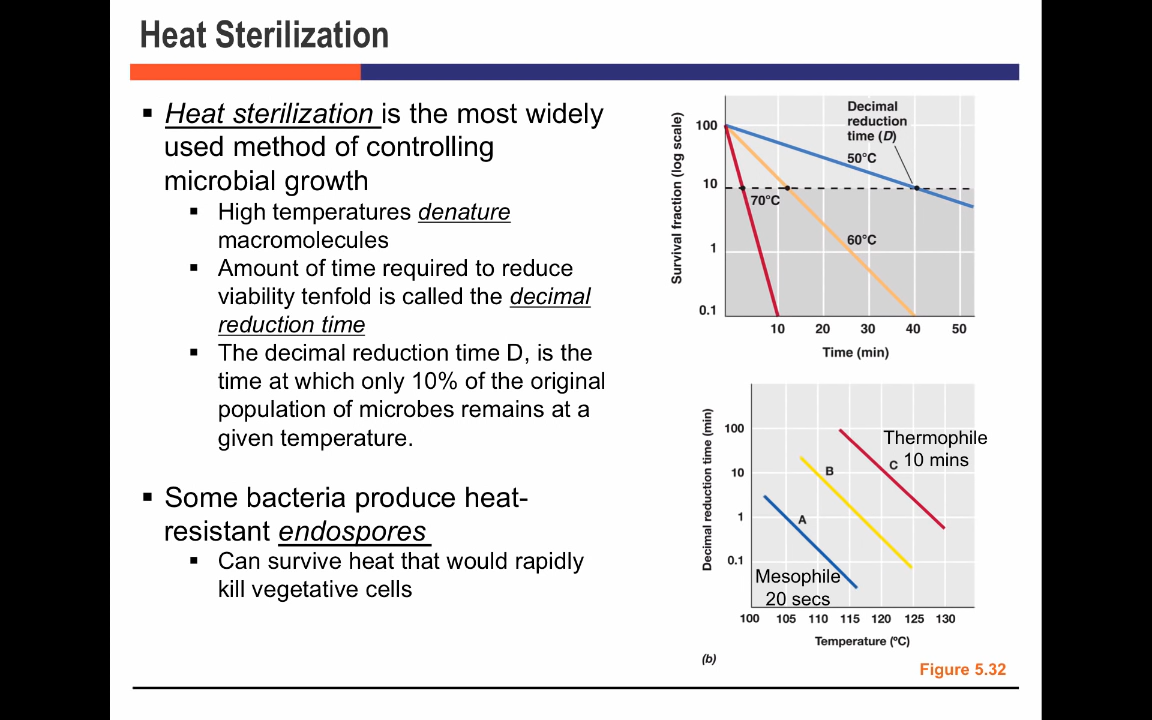 Heat Sterilization
▪ Heat sterilization is the most widely
used method of controlling
microbial growth
▪ High temperatures denature
macromolecules
▪ Amount of time required to reduce
viability tenfold is called the decimal
reduction time
▪ The decimal reduction time D, is the
time at which only 10% of the original
population of microbes remains at a
given temperature.
▪ Some bacteria produce heat-
resistant endospores
▪ Can survive heat that would rapidly
kill vegetative cells
Survival fraction (log scale)
100
10
1
0.1
Decimal
reduction
time (D)
50°C
70°C
60°C
10 20 30 40 50
Time (min)
Decimal reduction time (min)
100
10
1
0.1
A
B
C
Thermophile
10 mins
Mesophile
20 secs
100 105 110 115 120 125 130
Temperature (°C)
(b)
Figure 5.32